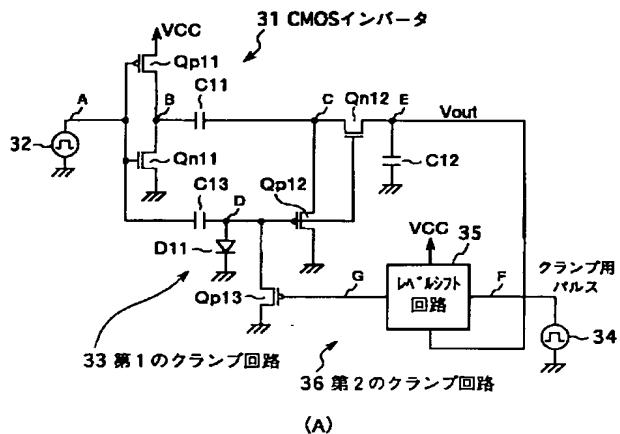 31 CMOSインバータ
VCC
Qp11
C11
A
B
C
Qn12
E
Vout
32
Qn11
C12
C13
Qp12
D
VCC
35
D11
レベルシフト
回路
クランプ用
パルス
G
F
Qp13
34
33 第1のクランプ回路
36 第2のクランプ回路
(A)